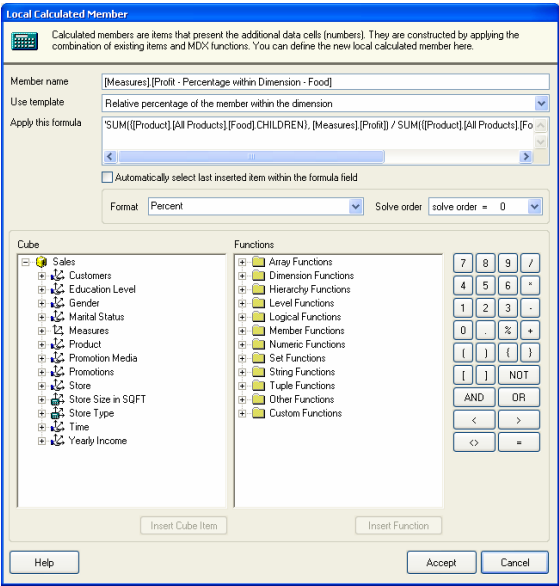 Local Calculated Member
Calculated members are items that present the additional data cells (numbers). They are constructed by applying the
combination of existing items and MDX functions. You can define the new local calculated member here.
Member name
[Measures].[Profit - Percentage within Dimension - Food]
Use template
Relative percentage of the member within the dimension
Apply this formula
'SUM({[Product].[All Products].[Food].CHILDREN}, [Measures].[Profit]) / SUM({[Product].[All Products].[Fo
Automatically select last inserted item within the formula field
Format
Percent
Solve order
solve order = 0
Cube
Sales
Customers
Education Level
Gender
Marital Status
Measures
Product
Promotion Media
Promotions
Store
Store Size in SQFT
Store Type
Time
Yearly Income
Functions
Array Functions
Dimension Functions
Hierarchy Functions
Level Functions
Logical Functions
Member Functions
Numeric Functions
Set Functions
String Functions
Tuple Functions
Other Functions
Custom Functions
7 8 9 /
4 5 6 *
1 2 3 -
0 . % +
( ) { }
[ ] NOT
AND OR
< >
<> =
Insert Cube Item
Insert Function
Help
Accept
Cancel